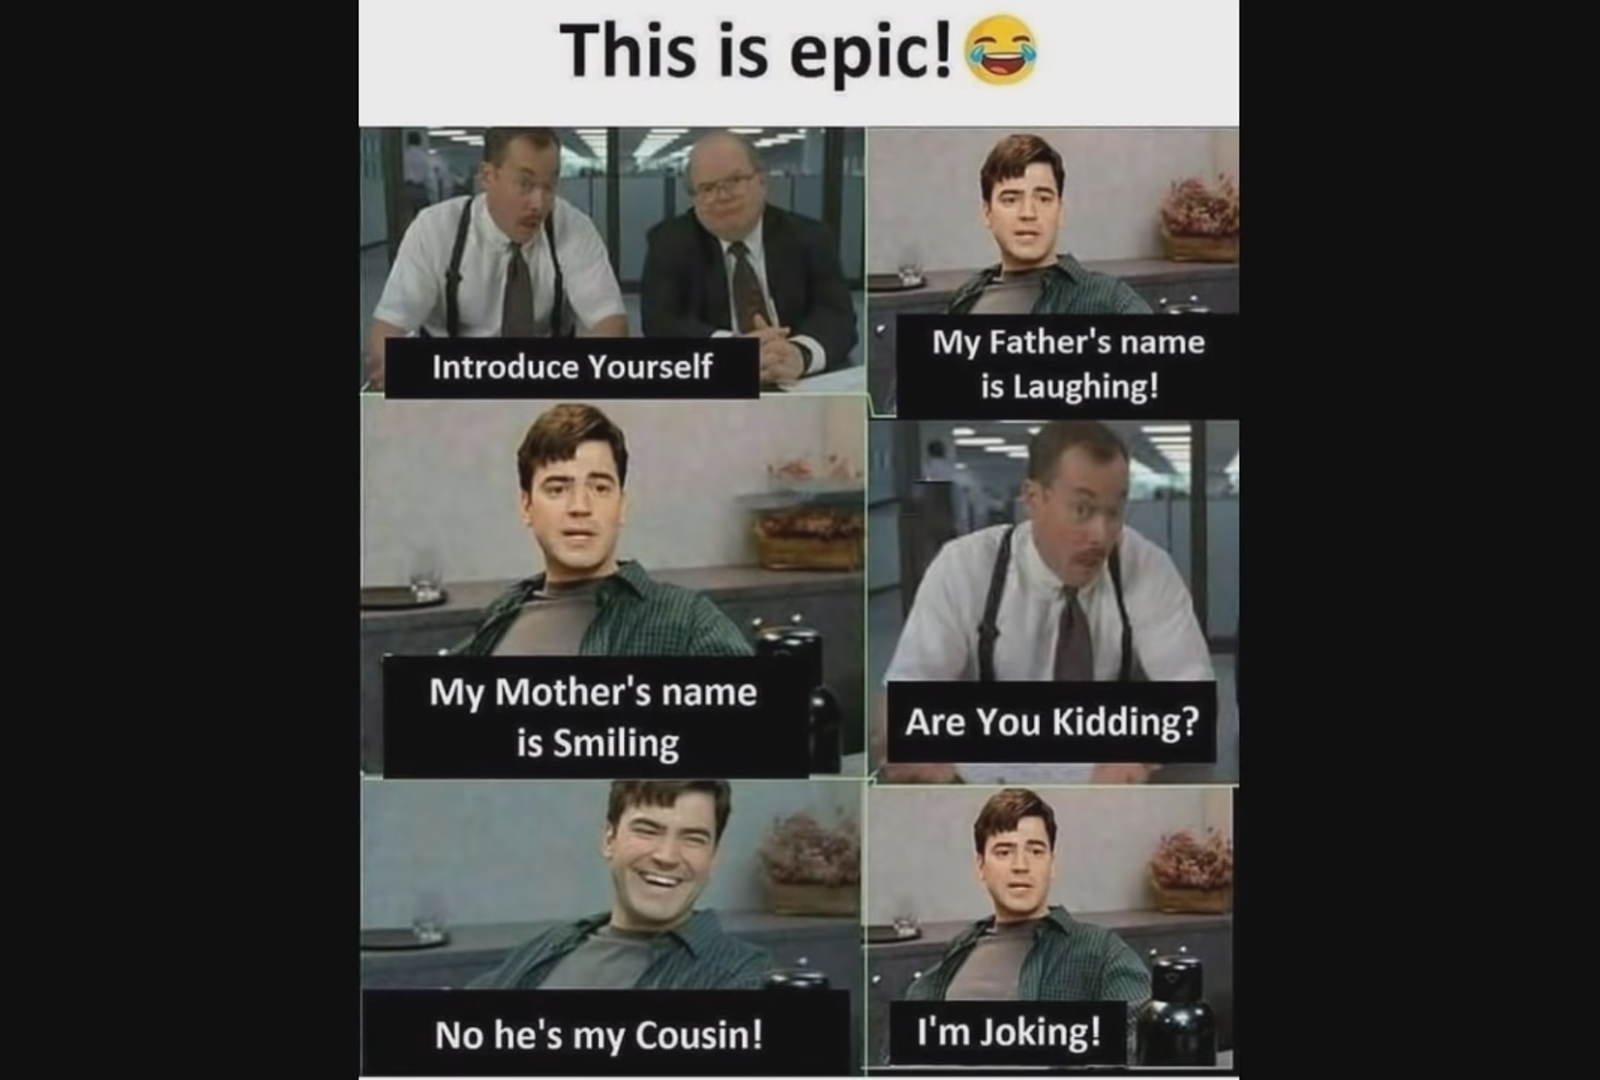 This is epic!😂
Introduce Yourself
My Father's name
is Laughing!
My Mother's name
is Smiling
Are You Kidding?
No he's my Cousin!
I'm Joking!